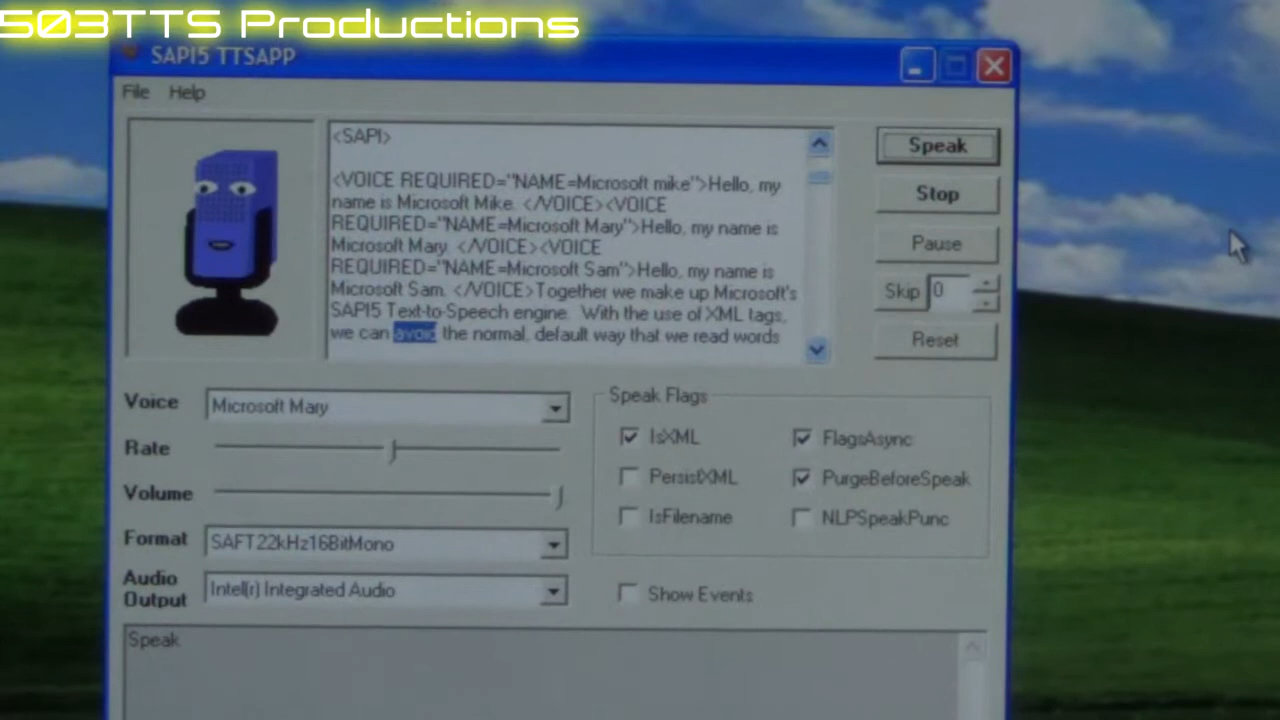 503TTS Productions
SAPI5 TTSAPP
File Help
<SAPI>
<VOICE REQUIRED="NAME=Microsoft mike">Hello, my
name is Microsoft Mike. </VOICE><VOICE
REQUIRED="NAME=Microsoft Mary">Hello, my name is
Microsoft Mary. </VOICE><VOICE
REQUIRED="NAME=Microsoft Sam">Hello, my name is
Microsoft Sam. </VOICE>Together we make up Microsoft's
SAPI5 Text-to-Speech engine. With the use of XML tags,
we can avoid the normal, default way that we read words
Speak
Stop
Pause
Skip 0
Reset
Voice Microsoft Mary
Rate
Volume
Format SAFT22kHz16BitMono
Audio
Output Intel(r) Integrated Audio
Speak Flags
IsXML FlagsAsync
PersistXML PurgeBeforeSpeak
IsFilename NLPSpeakPunc
Show Events
Speak